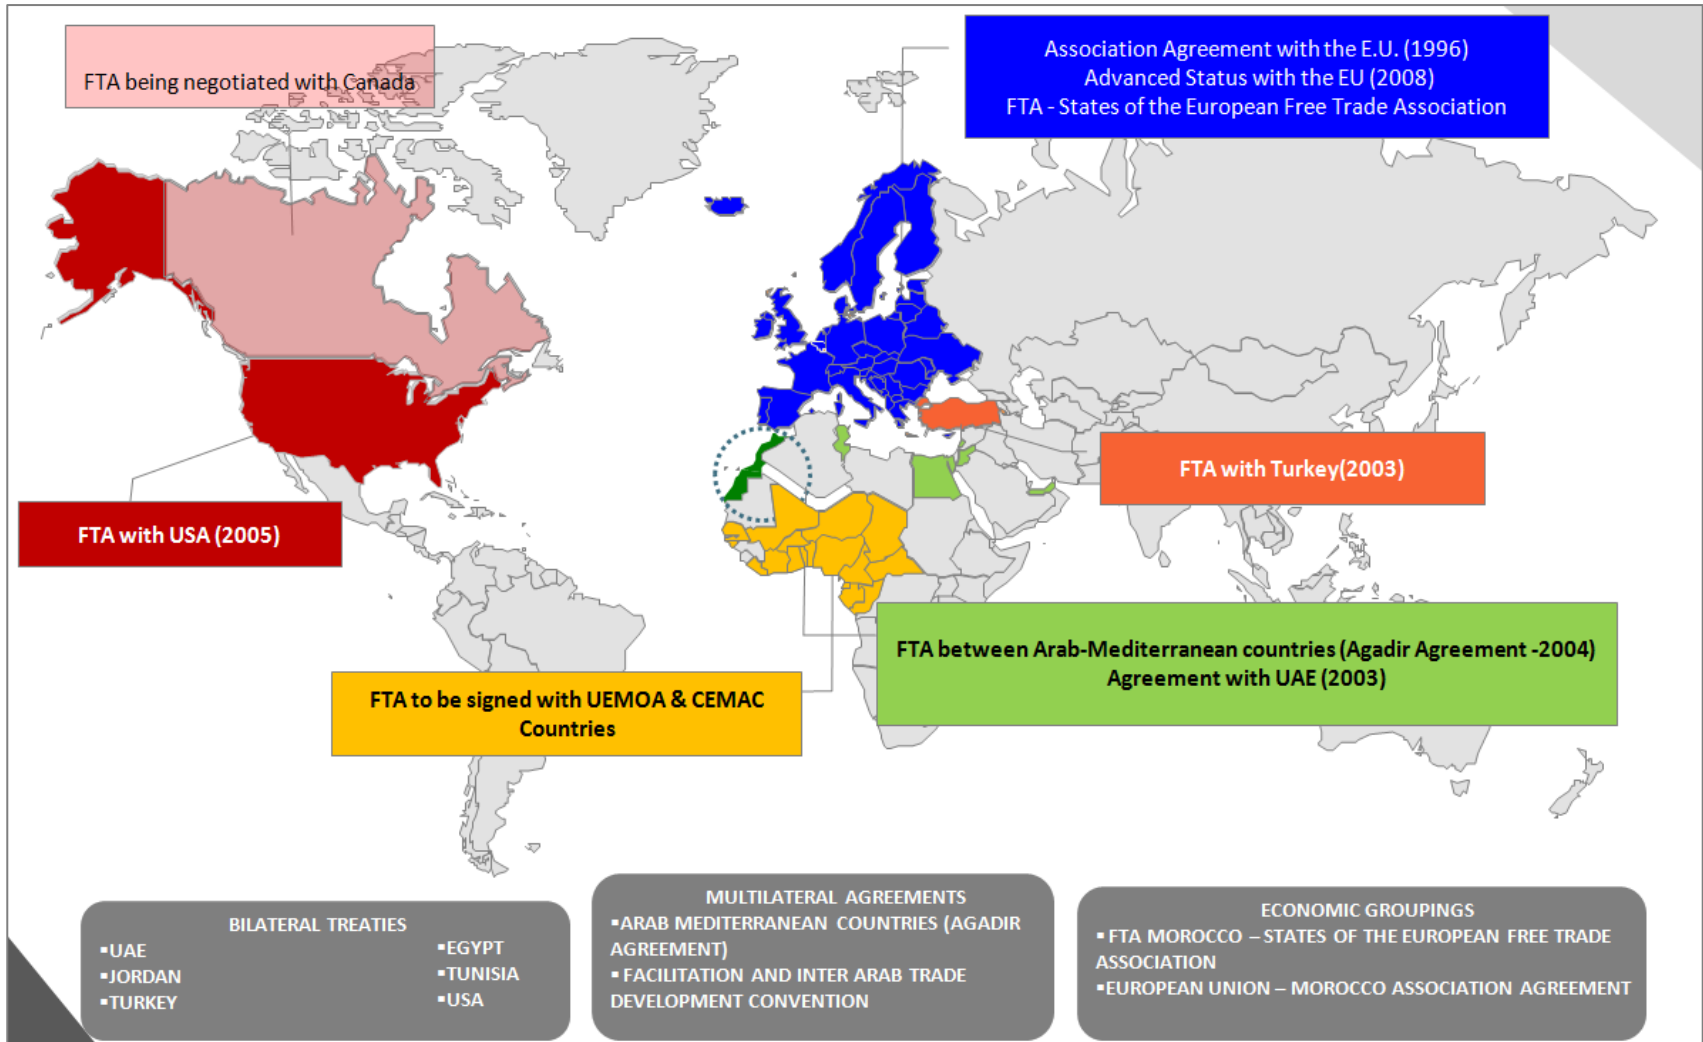 FTA being negotiated with Canada
Association Agreement with the E.U. (1996)
Advanced Status with the EU (2008)
FTA - States of the European Free Trade Association
FTA with Turkey(2003)
FTA with USA (2005)
FTA between Arab-Mediterranean countries (Agadir Agreement -2004)
Agreement with UAE (2003)
FTA to be signed with UEMOA & CEMAC
Countries
BILATERAL TREATIES
▪UAE
▪JORDAN
▪TURKEY
▪EGYPT
▪TUNISIA
▪USA
MULTILATERAL AGREEMENTS
▪ARAB MEDITERRANEAN COUNTRIES (AGADIR
AGREEMENT)
▪ FACILITATION AND INTER ARAB TRADE
DEVELOPMENT CONVENTION
ECONOMIC GROUPINGS
▪ FTA MOROCCO – STATES OF THE EUROPEAN FREE TRADE
ASSOCIATION
▪EUROPEAN UNION – MOROCCO ASSOCIATION AGREEMENT